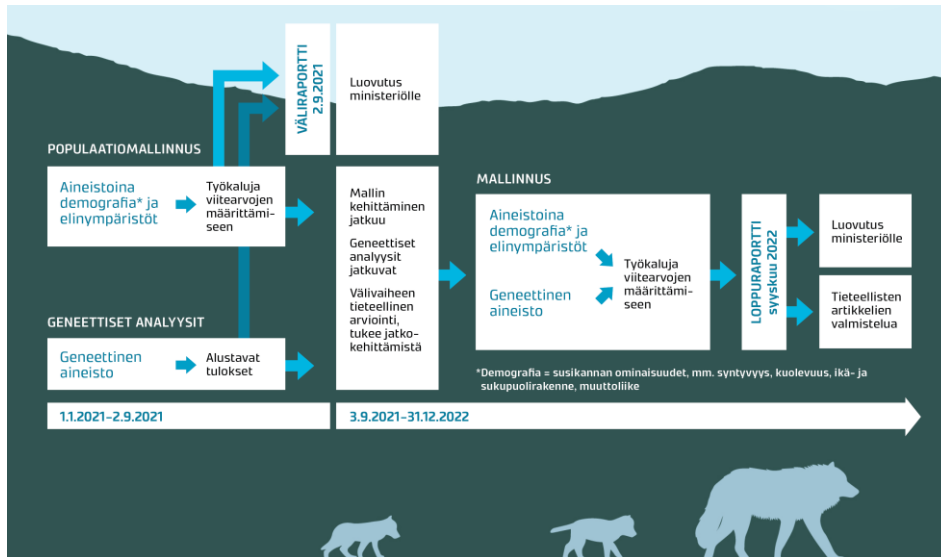 VÄLIRAPORTTI
2.9.2021
Luovutus
ministeriölle
POPULAATIOMALLINNUS
Aineistoina
demografia* ja
elinympäristöt
Työkaluja
viitearvojen
määrittämi-
seen
GENEETTISET ANALYYSIT
Geneettinen
aineisto
Alustavat
tulokset
Mallin
kehittäminen
jatkuu
Geneettiset
analyysit
jatkuvat
Välivaiheen
tieteellinen
arviointi,
tukee jatko-
kehittämistä
MALLINNUS
Aineistoina
demografia* ja
elinympäristöt
Geneettinen
aineisto
Työkaluja
viitearvojen
määrittämi-
seen
LOPPURAPORTTI
syyskuu 2022
Luovutus
ministeriölle
Tieteellisten
artikkelien
valmistelua
*Demografia = susikannan ominaisuudet, mm. syntyvyys, kuolevuus, ikä- ja
sukupuolirakenne, muuttoliike
1.1.2021–2.9.2021
3.9.2021–31.12.2022